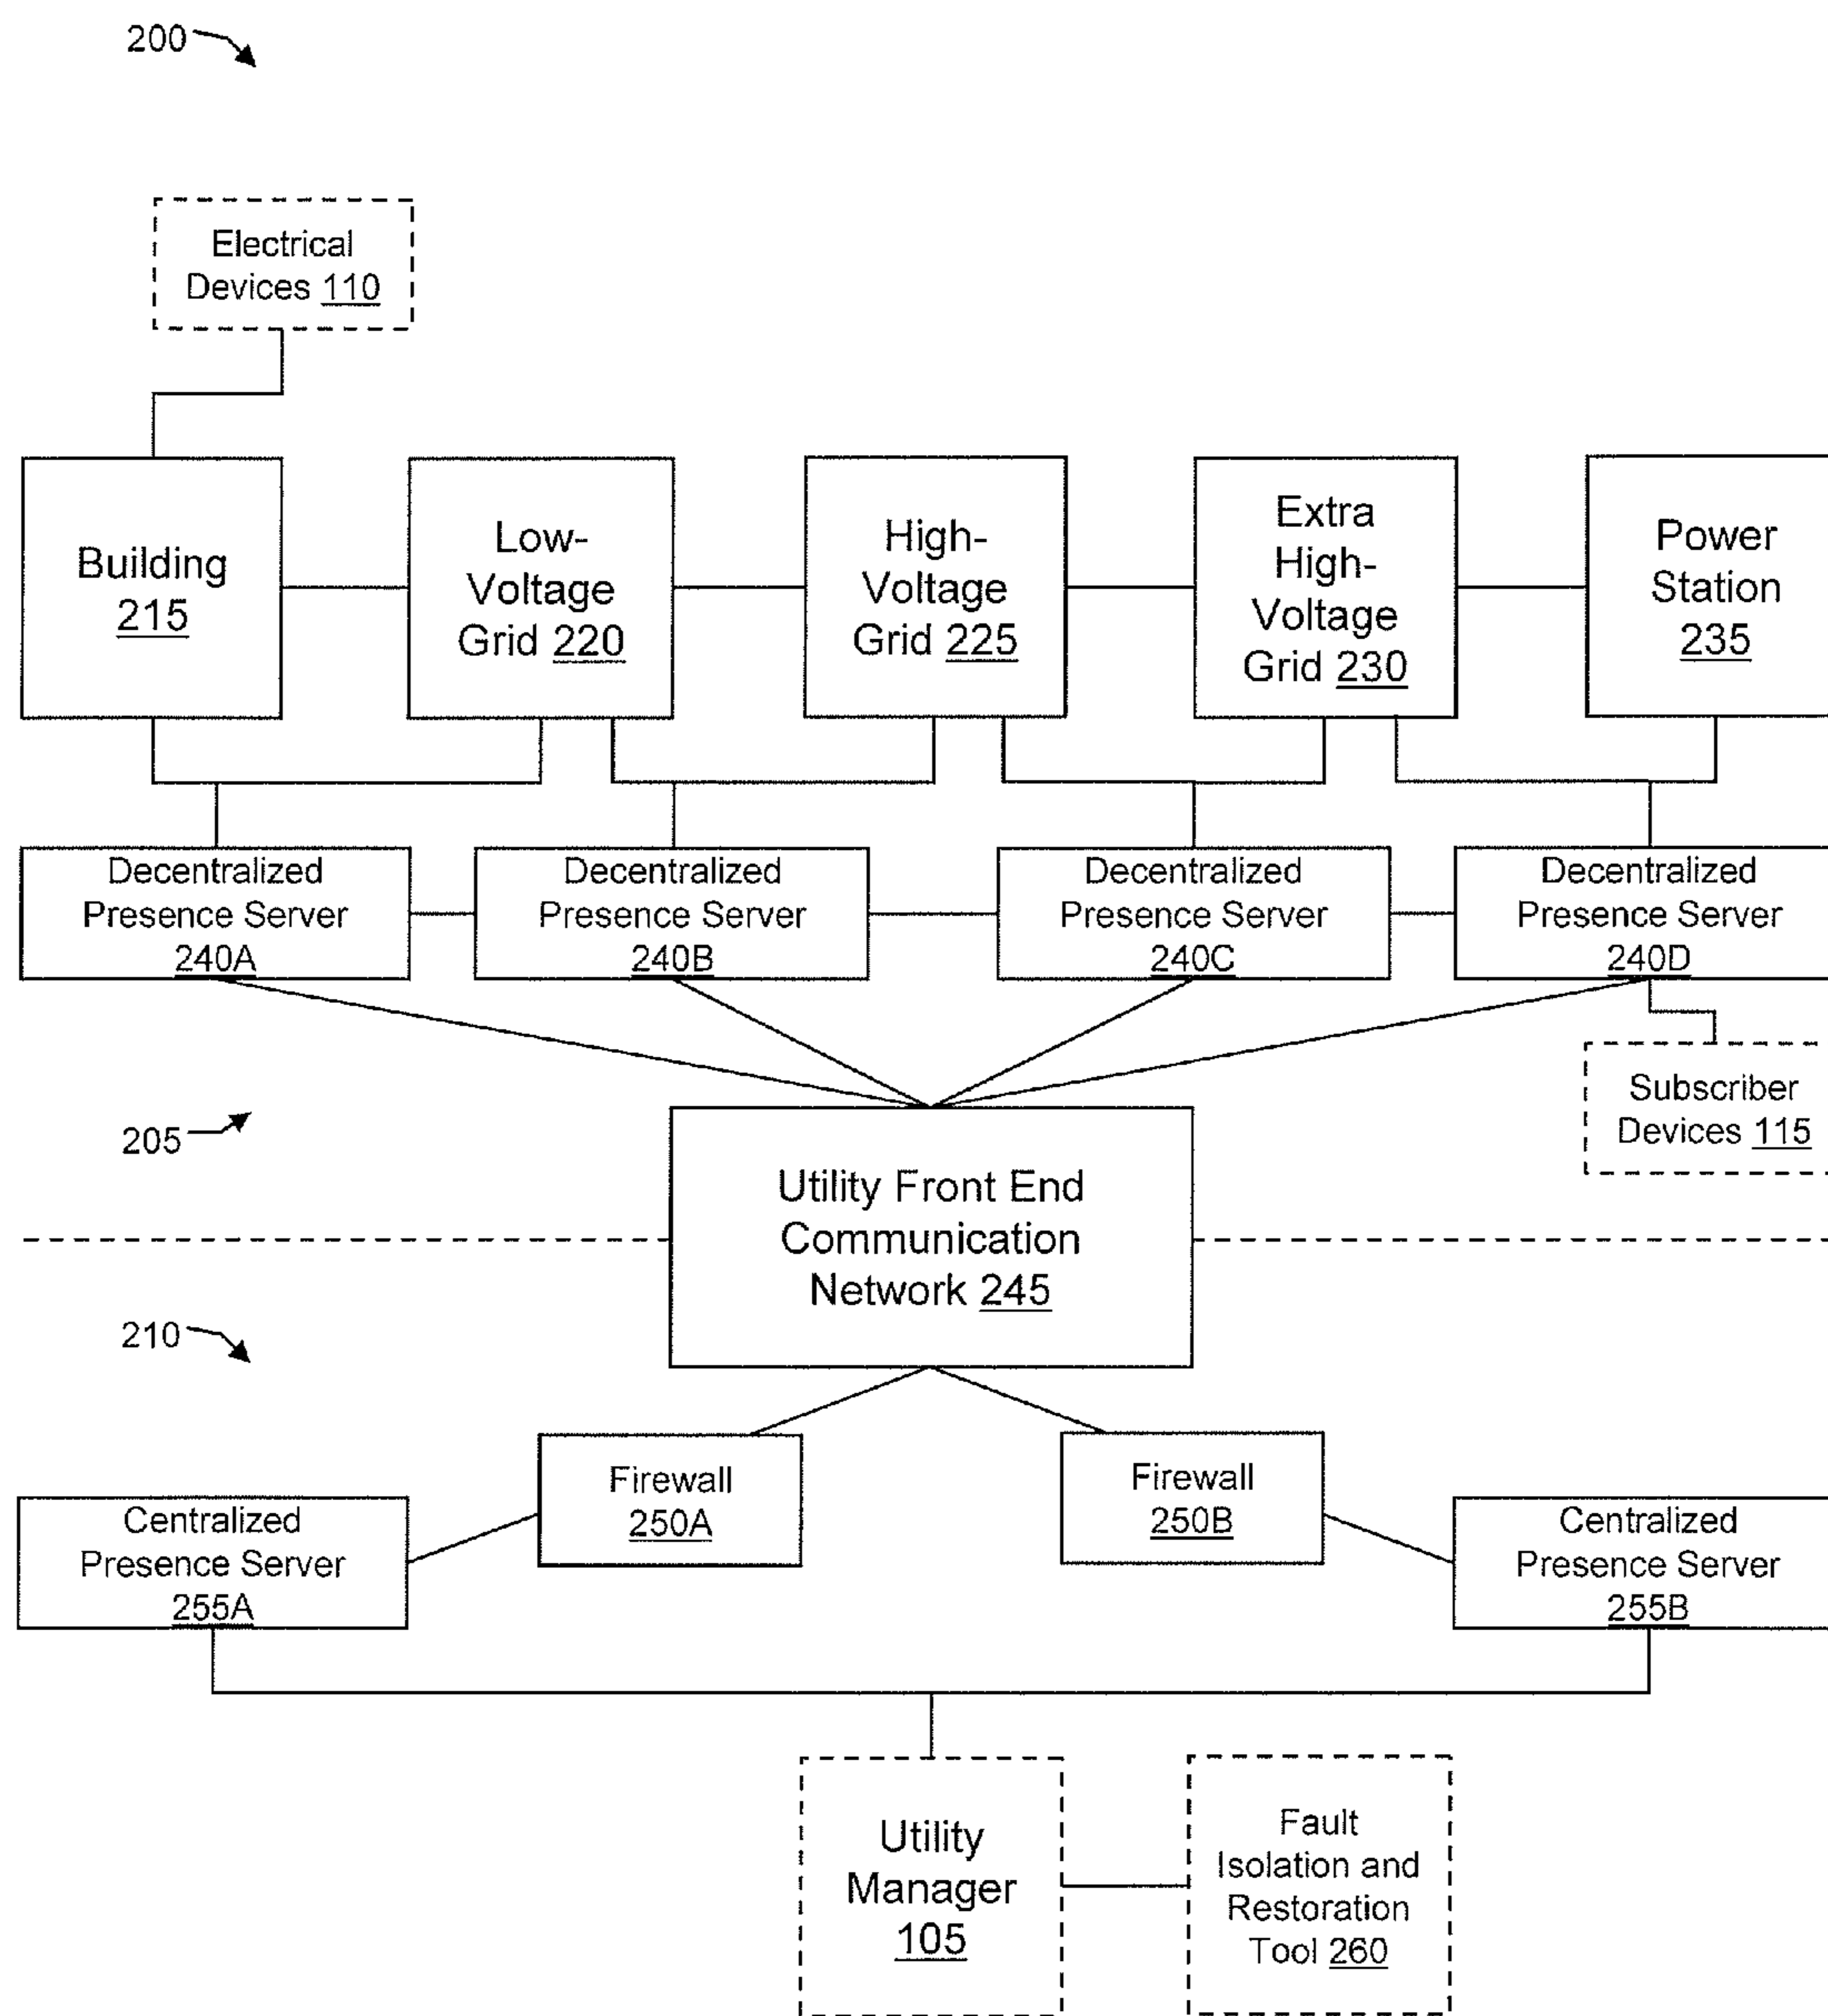 200
Electrical
Devices 110
Building
215
Low-
Voltage
Grid 220
High-
Voltage
Grid 225
Extra
High-
Voltage
Grid 230
Power
Station
235
Decentralized
Presence Server
240A
Decentralized
Presence Server
240B
Decentralized
Presence Server
240C
Decentralized
Presence Server
240D
Subscriber
Devices 115
205
Utility Front End
Communication
Network 245
210
Firewall
250A
Firewall
250B
Centralized
Presence Server
255A
Centralized
Presence Server
255B
Utility
Manager
105
Fault
Isolation and
Restoration
Tool 260